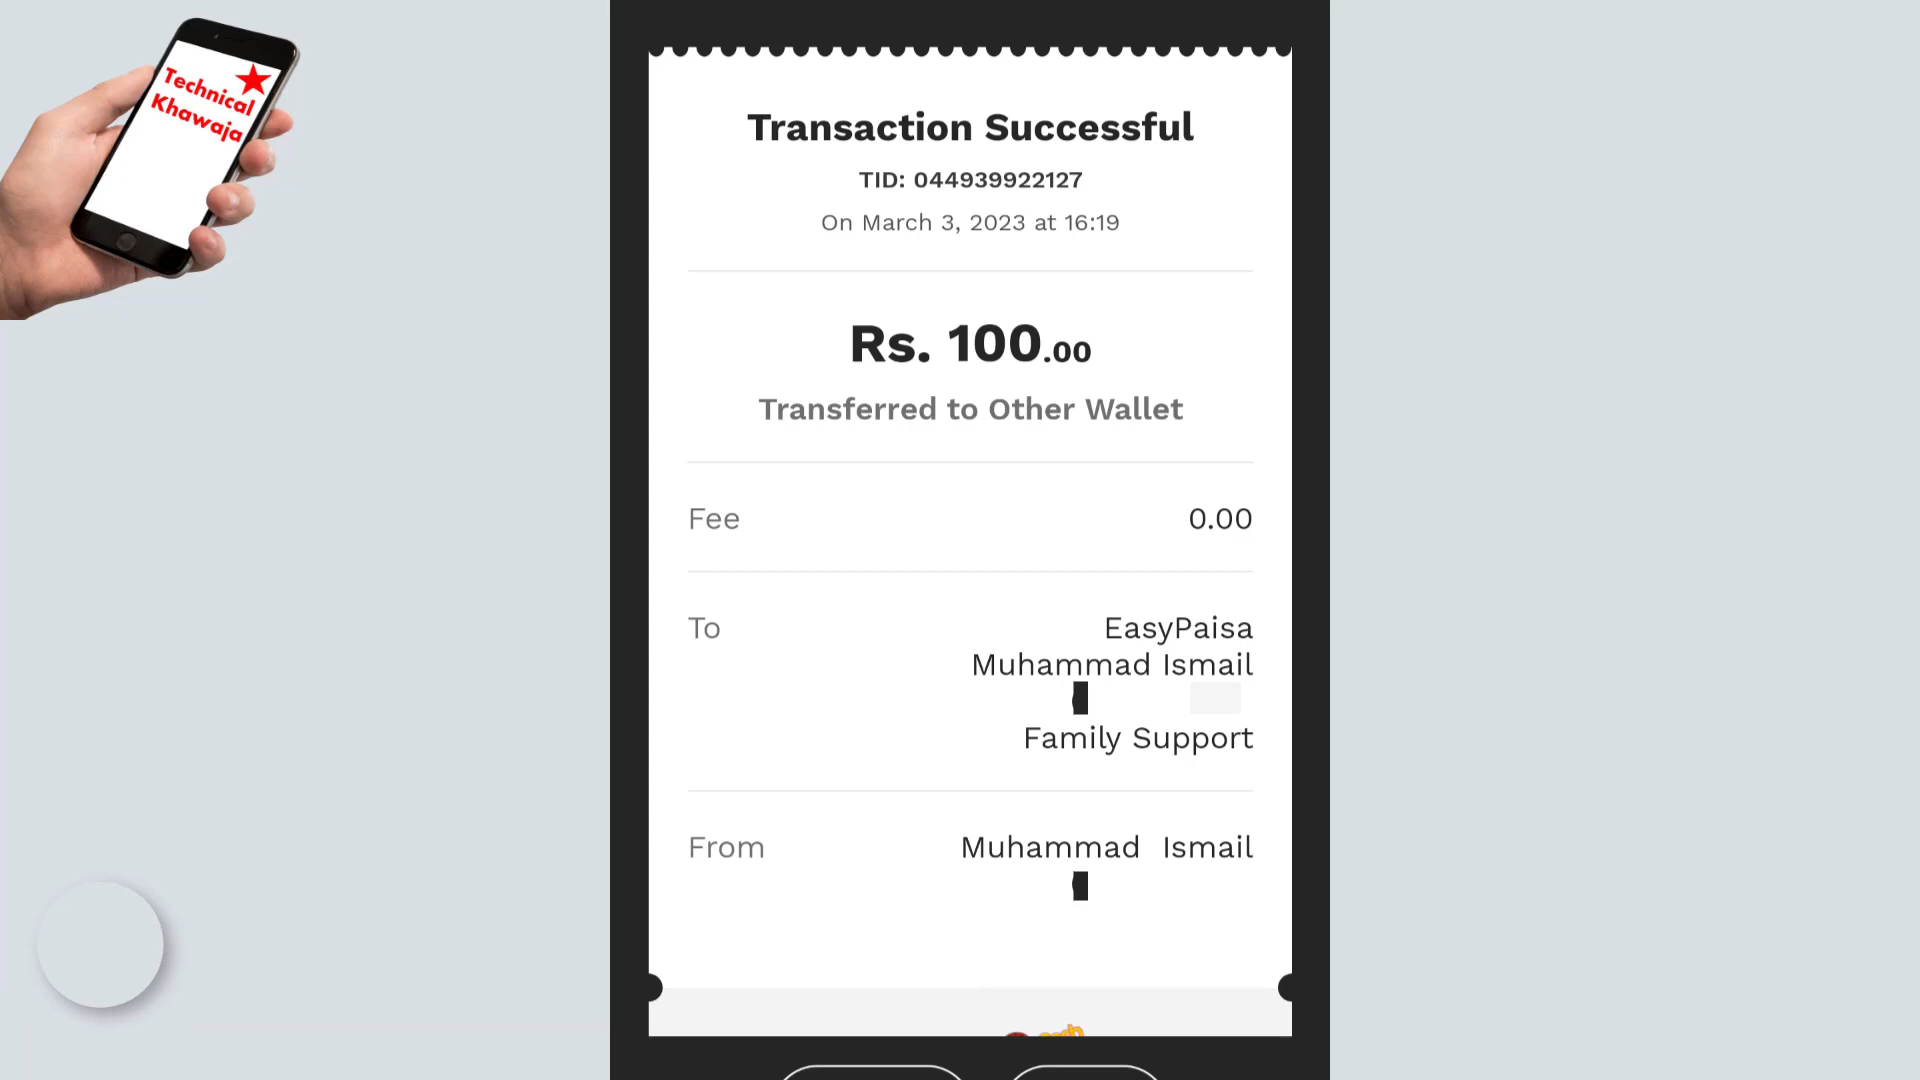 Technical
Khawaja
Transaction Successful
TID: 044939922127
On March 3, 2023 at 16:19
Rs. 100.00
Transferred to Other Wallet
Fee 0.00
To EasyPaisa
Muhammad Ismail
Family Support
From Muhammad Ismail